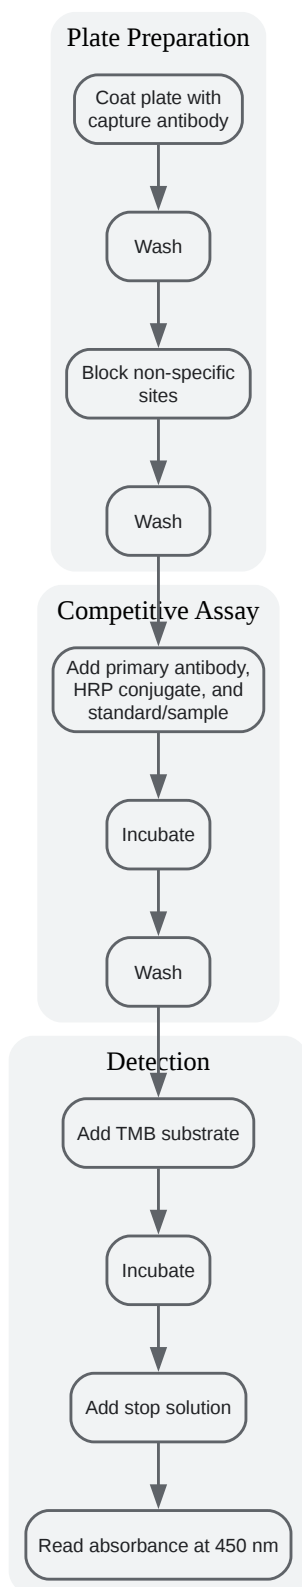 Plate Preparation
Coat plate with
capture antibody
Wash
Block non-specific
sites
Wash
Competitive Assay
Add primary antibody,
HRP conjugate, and
standard/sample
Incubate
Wash
Detection
Add TMB substrate
Incubate
Add stop solution
Read absorbance at 450 nm